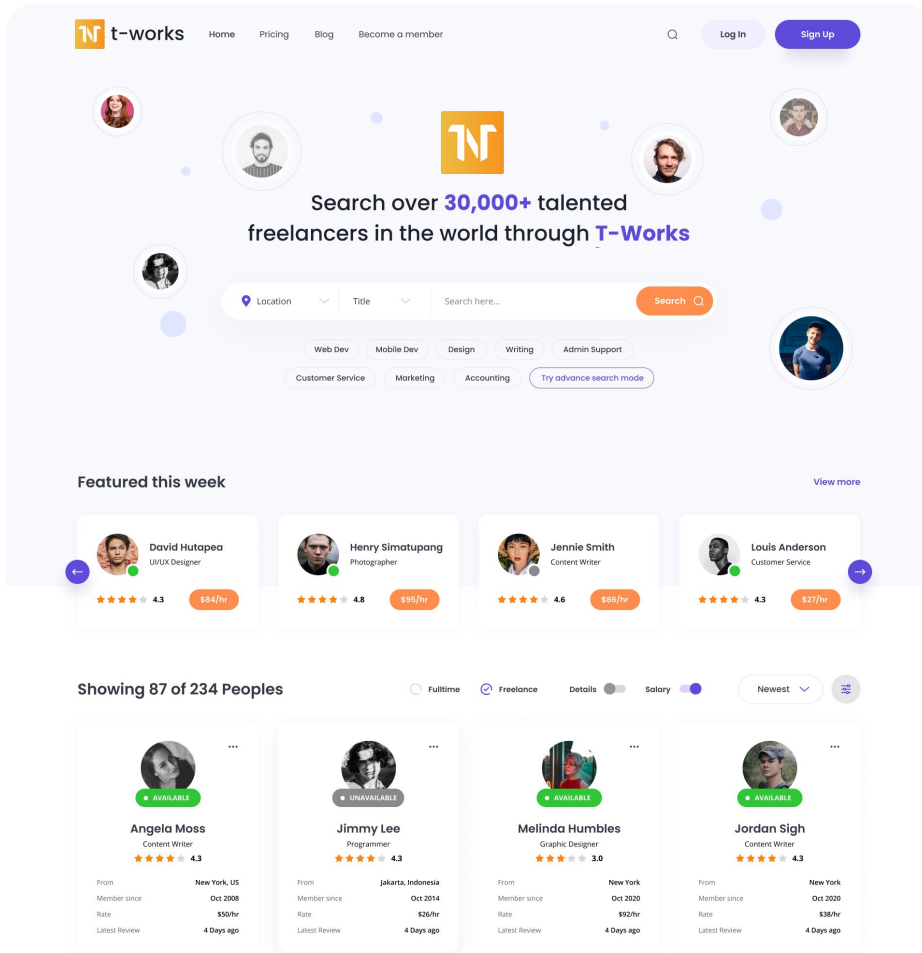 t-works Home Pricing Blog Become a member Log In Sign Up
Search over 30,000+ talented
freelancers in the world through T-Works
Location Title Search here... Search
Web Dev Mobile Dev Design Writing Admin Support
Customer Service Marketing Accounting Try advance search mode
Featured this week View more
David Hutapea
UI/UX Designer
4.3 $84/hr
Henry Simatupang
Photographer
4.8 $95/hr
Jennie Smith
Content Writer
4.6 $86/hr
Louis Anderson
Customer Service
4.3 $27/hr
Showing 87 of 234 Peoples Fulltime Freelance Details Salary Newest
AVAILABLE
Angela Moss
Content Writer
4.3
From New York, US
Member since Oct 2008
Rate $50/hr
Latest Review 4 Days ago
UNAVAILABLE
Jimmy Lee
Programmer
4.3
From Jakarta, Indonesia
Member since Oct 2014
Rate $26/hr
Latest Review 4 Days ago
AVAILABLE
Melinda Humbles
Graphic Designer
3.0
From New York
Member since Oct 2020
Rate $92/hr
Latest Review 4 Days ago
AVAILABLE
Jordan Sigh
Content Writer
4.3
From New York
Member since Oct 2020
Rate $38/hr
Latest Review 4 Days ago